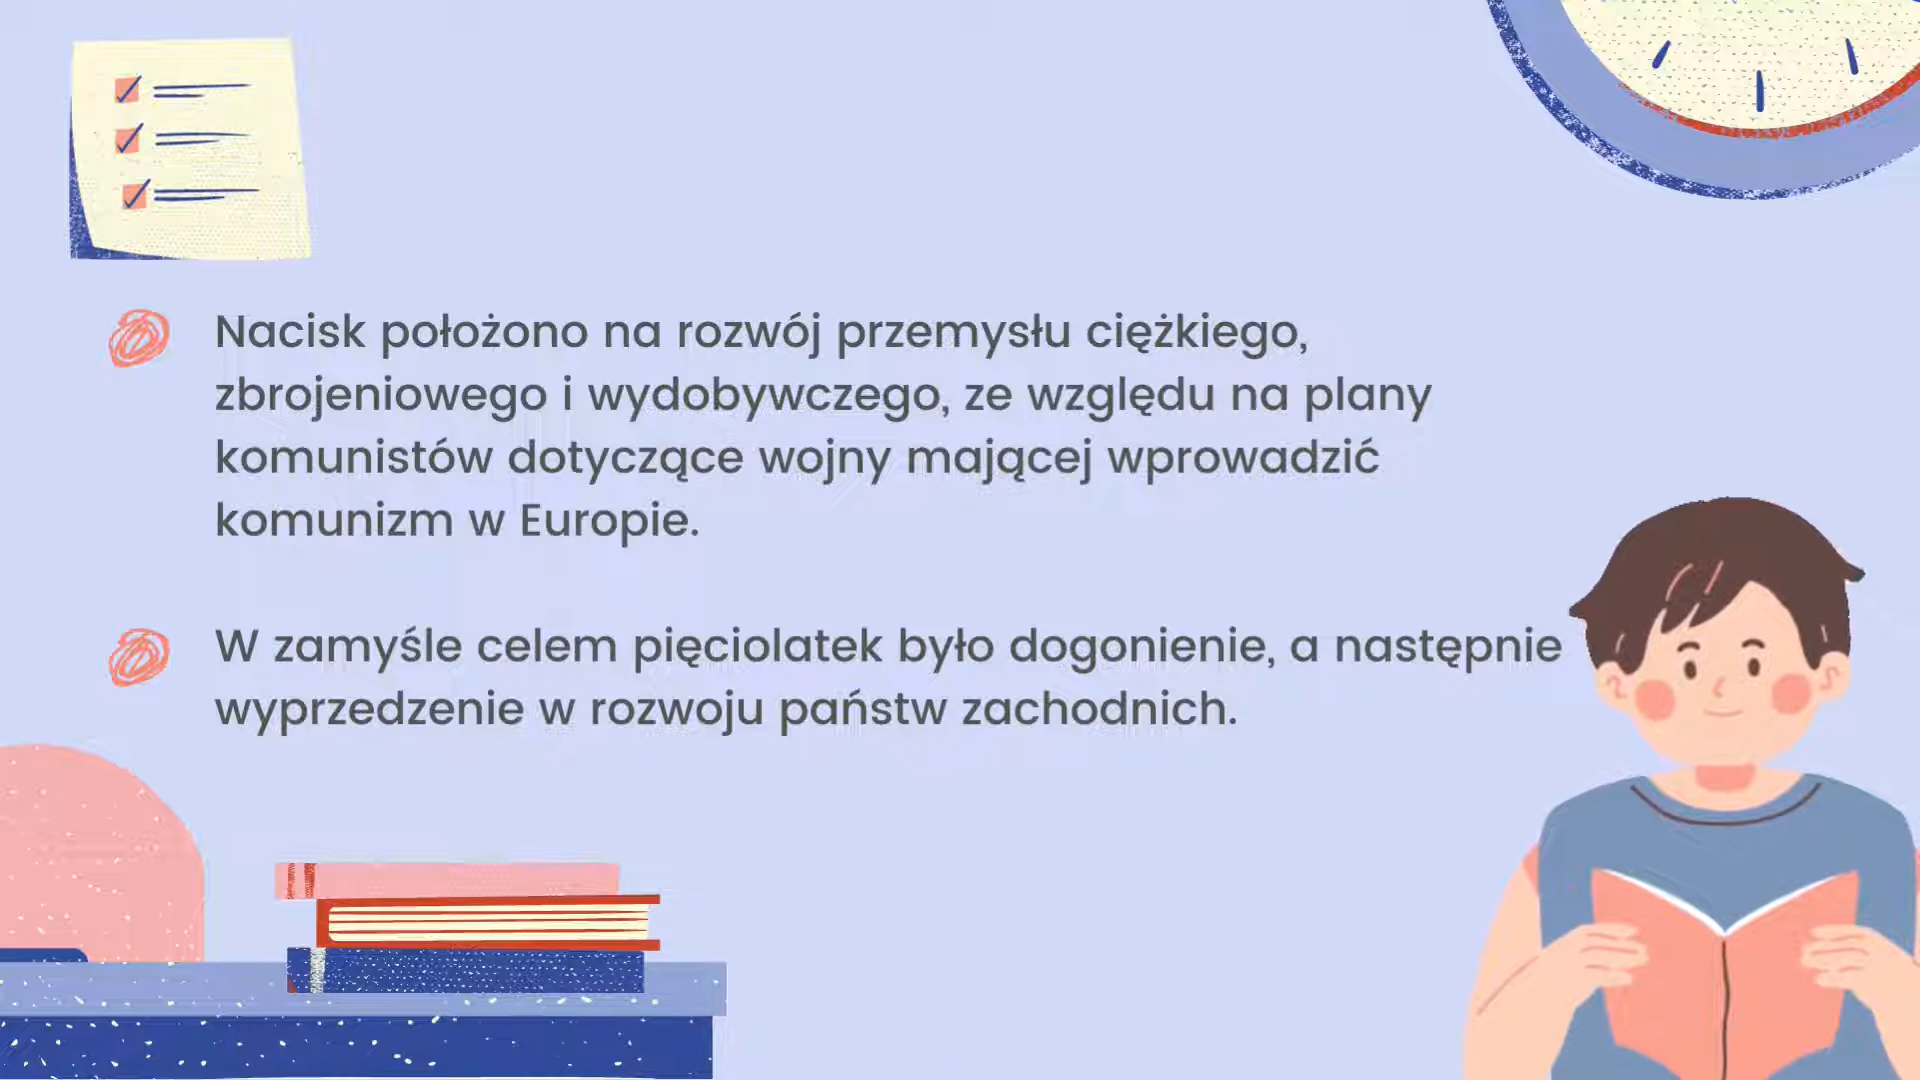 Nacisk położono na rozwój przemysłu ciężkiego,
zbrojeniowego i wydobywczego, ze względu na plany
komunistów dotyczące wojny mającej wprowadzić
komunizm w Europie.
W zamyśle celem pięciolatek było dogonienie, a następnie
wyprzedzenie w rozwoju państw zachodnich.